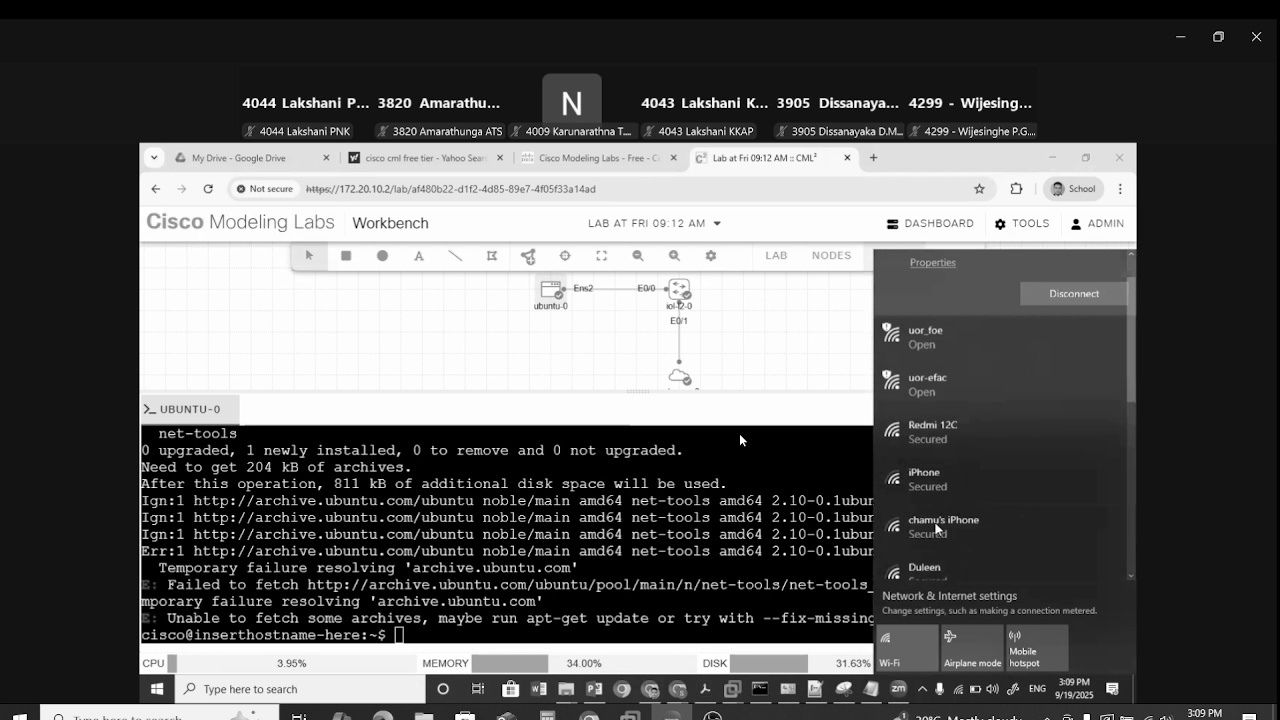 4044 Lakshani P... 3820 Amarathu... N 4043 Lakshani K... 3905 Dissanaya... 4299 - Wijesing...
4044 Lakshani PNK 3820 Amarathunga ATS 4009 Karunarathna T... 4043 Lakshani KKAP 3905 Dissanayaka D.M... 4299 - Wijesinghe P.G....
My Drive - Google Drive cisco cml free tier - Yahoo Sear Cisco Modeling Labs - Free - C Lab at Fri 09:12 AM :: CML²
Not secure https://172.20.10.2/lab/af480b22-d1f2-4d85-89e7-4f05f33a14ad School
Cisco Modeling Labs Workbench LAB AT FRI 09:12 AM DASHBOARD TOOLS ADMIN
A LAB NODES
Properties
Disconnect
Ens2 E0/0
ubuntu-0 iol-l2-0
E0/1
uor_foe
Open
uor-efac
Open
Redmi 12C
Secured
iPhone
Secured
chamu's iPhone
Secured
Duleen
Network & Internet settings
Change settings, such as making a connection metered.
Wi-Fi Airplane mode Mobile hotspot
UBUNTU-0
net-tools
0 upgraded, 1 newly installed, 0 to remove and 0 not upgraded.
Need to get 204 kB of archives.
After this operation, 811 kB of additional disk space will be used.
Ign:1 http://archive.ubuntu.com/ubuntu noble/main amd64 net-tools amd64 2.10-0.1ubun
Ign:1 http://archive.ubuntu.com/ubuntu noble/main amd64 net-tools amd64 2.10-0.1ubun
Ign:1 http://archive.ubuntu.com/ubuntu noble/main amd64 net-tools amd64 2.10-0.1ubun
Err:1 http://archive.ubuntu.com/ubuntu noble/main amd64 net-tools amd64 2.10-0.1ubun
Temporary failure resolving 'archive.ubuntu.com'
E: Failed to fetch http://archive.ubuntu.com/ubuntu/pool/main/n/net-tools/net-tools_
mporary failure resolving 'archive.ubuntu.com'
E: Unable to fetch some archives, maybe run apt-get update or try with --fix-missing
cisco@inserthostname-here:~$
CPU 3.95% MEMORY 34.00% DISK 31.63%
Type here to search ENG 3:09 PM
9/19/2025
Type here to search Mostly cloudy 3:09 PM